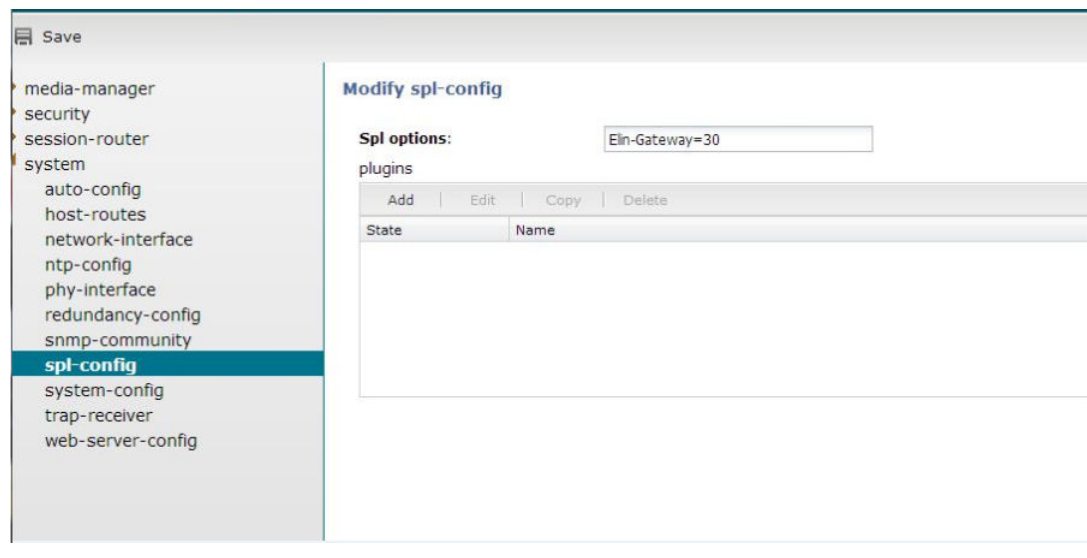 Save
media-manager
security
session-router
system
auto-config
host-routes
network-interface
ntp-config
phy-interface
redundancy-config
snmp-community
spl-config
system-config
trap-receiver
web-server-config
Modify spl-config
Spl options: Elin-Gateway=30
plugins
Add Edit Copy Delete
State Name